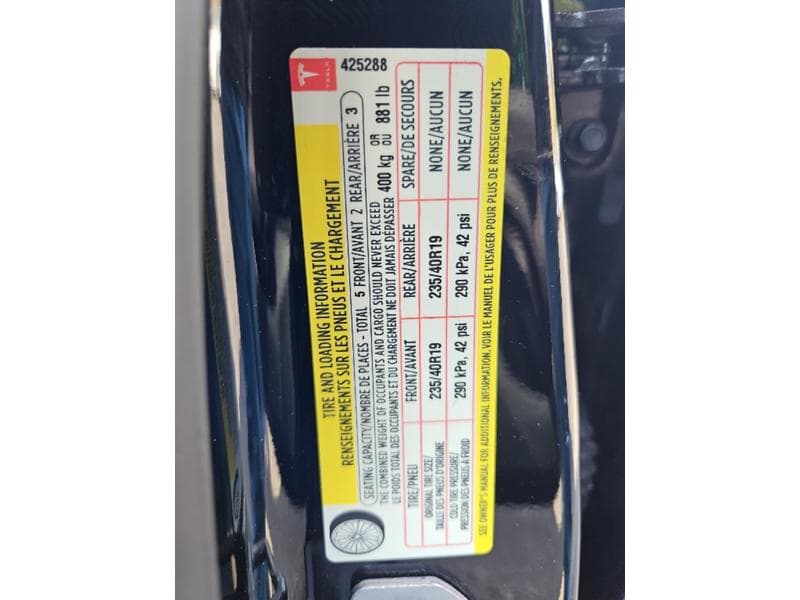 TESLA
425288
TIRE AND LOADING INFORMATION
RENSEIGNEMENTS SUR LES PNEUS ET LE CHARGEMENT
SEATING CAPACITY/NOMBRE DE PLACES - TOTAL 5 FRONT/AVANT 2 REAR/ARRIÈRE 3
THE COMBINED WEIGHT OF OCCUPANTS AND CARGO SHOULD NEVER EXCEED 400 kg OR 881 lb
LE POIDS TOTAL DES OCCUPANTS ET DU CHARGEMENT NE DOIT JAMAIS DÉPASSER OU
TIRE/PNEU FRONT/AVANT REAR/ARRIÈRE SPARE/DE SECOURS
ORIGINAL TIRE SIZE/
TAILLE DES PNEUS D'ORIGINE 235/40R19 235/40R19 NONE/AUCUN
COLD TIRE PRESSURE/
PRESSION DES PNEUS À FROID 290 kPa, 42 psi 290 kPa, 42 psi NONE/AUCUN
SEE OWNER'S MANUAL FOR ADDITIONAL INFORMATION. VOIR LE MANUEL DE L'USAGER POUR PLUS DE RENSEIGNEMENTS.